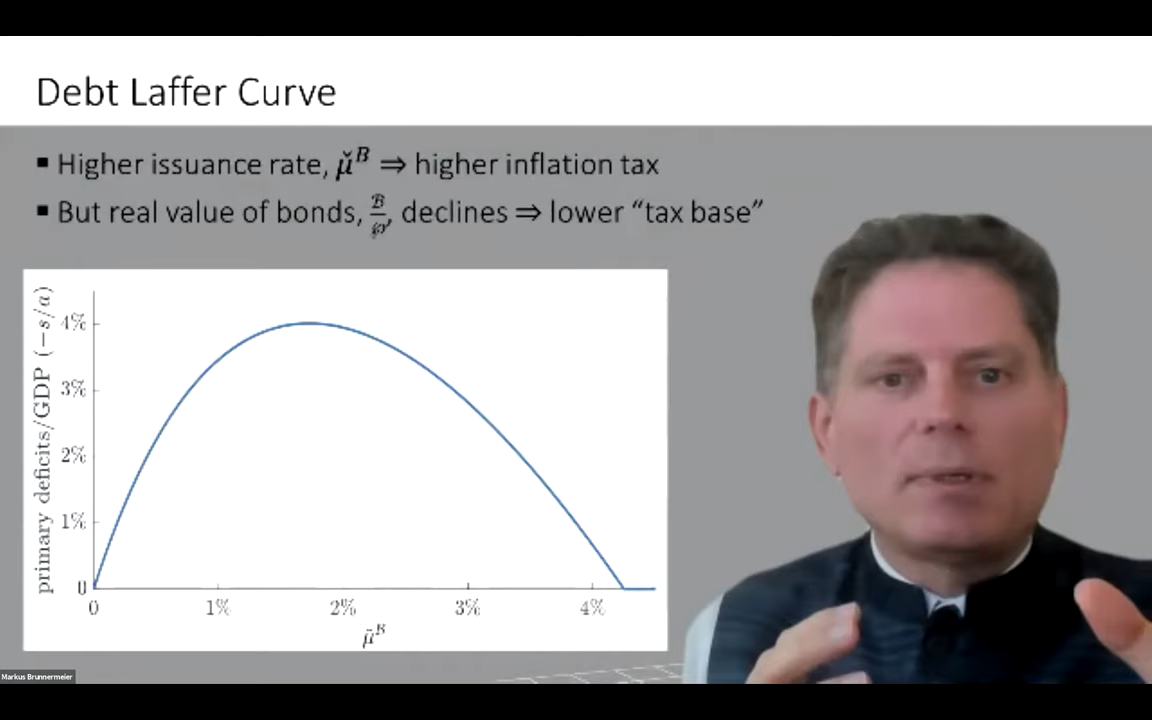 Debt Laffer Curve
▪ Higher issuance rate, μ̆ᴮ ⇒ higher inflation tax
▪ But real value of bonds, ℬ/℘, declines ⇒ lower “tax base”
primary deficits/GDP (−s/a)
4%
3%
2%
1%
0
0 1% 2% 3% 4%
μ̆ᴮ
Markus Brunnermeier